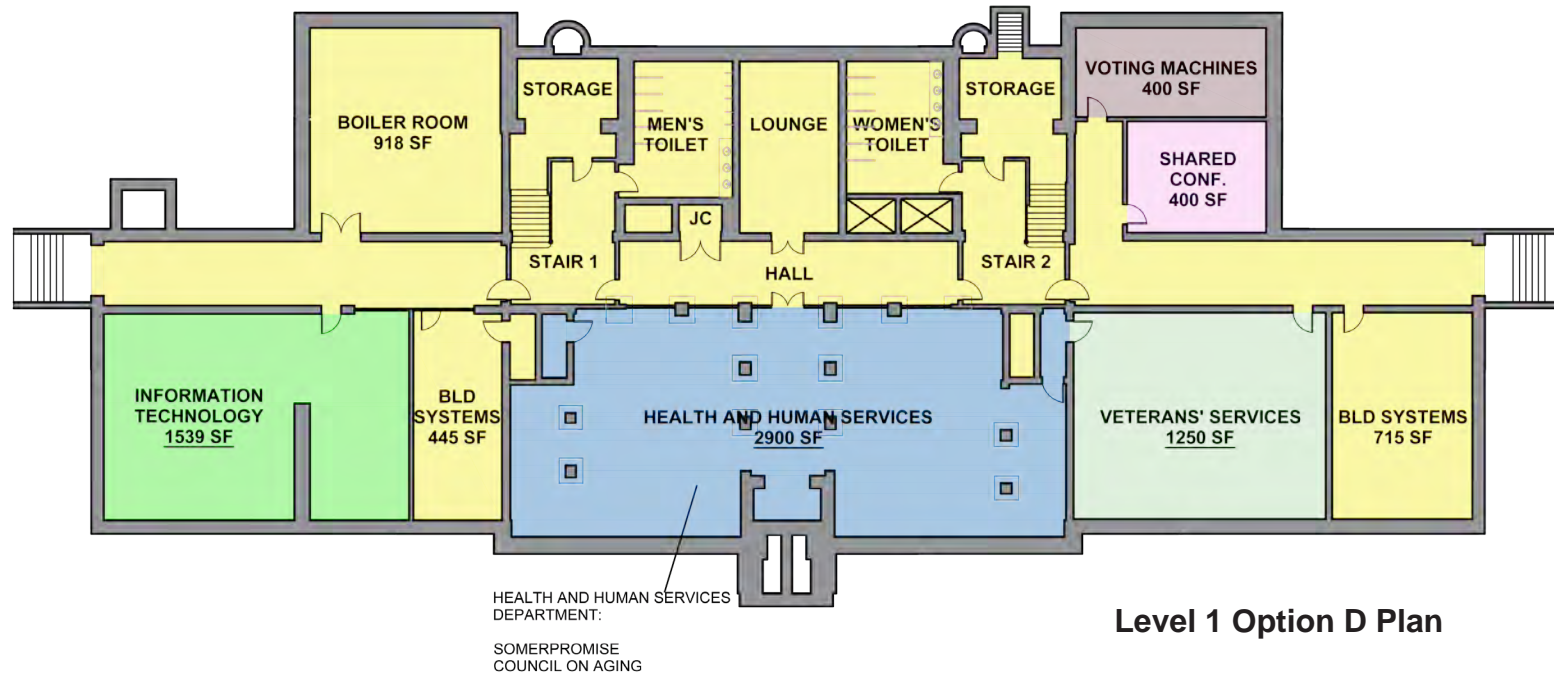 BOILER ROOM
918 SF
STORAGE
MEN'S
TOILET
LOUNGE
WOMEN'S
TOILET
STORAGE
VOTING MACHINES
400 SF
SHARED
CONF.
400 SF
JC
STAIR 1
HALL
STAIR 2
INFORMATION
TECHNOLOGY
1539 SF
BLD
SYSTEMS
445 SF
HEALTH AND HUMAN SERVICES
2900 SF
VETERANS' SERVICES
1250 SF
BLD SYSTEMS
715 SF
HEALTH AND HUMAN SERVICES
DEPARTMENT:
SOMERPROMISE
COUNCIL ON AGING
Level 1 Option D Plan